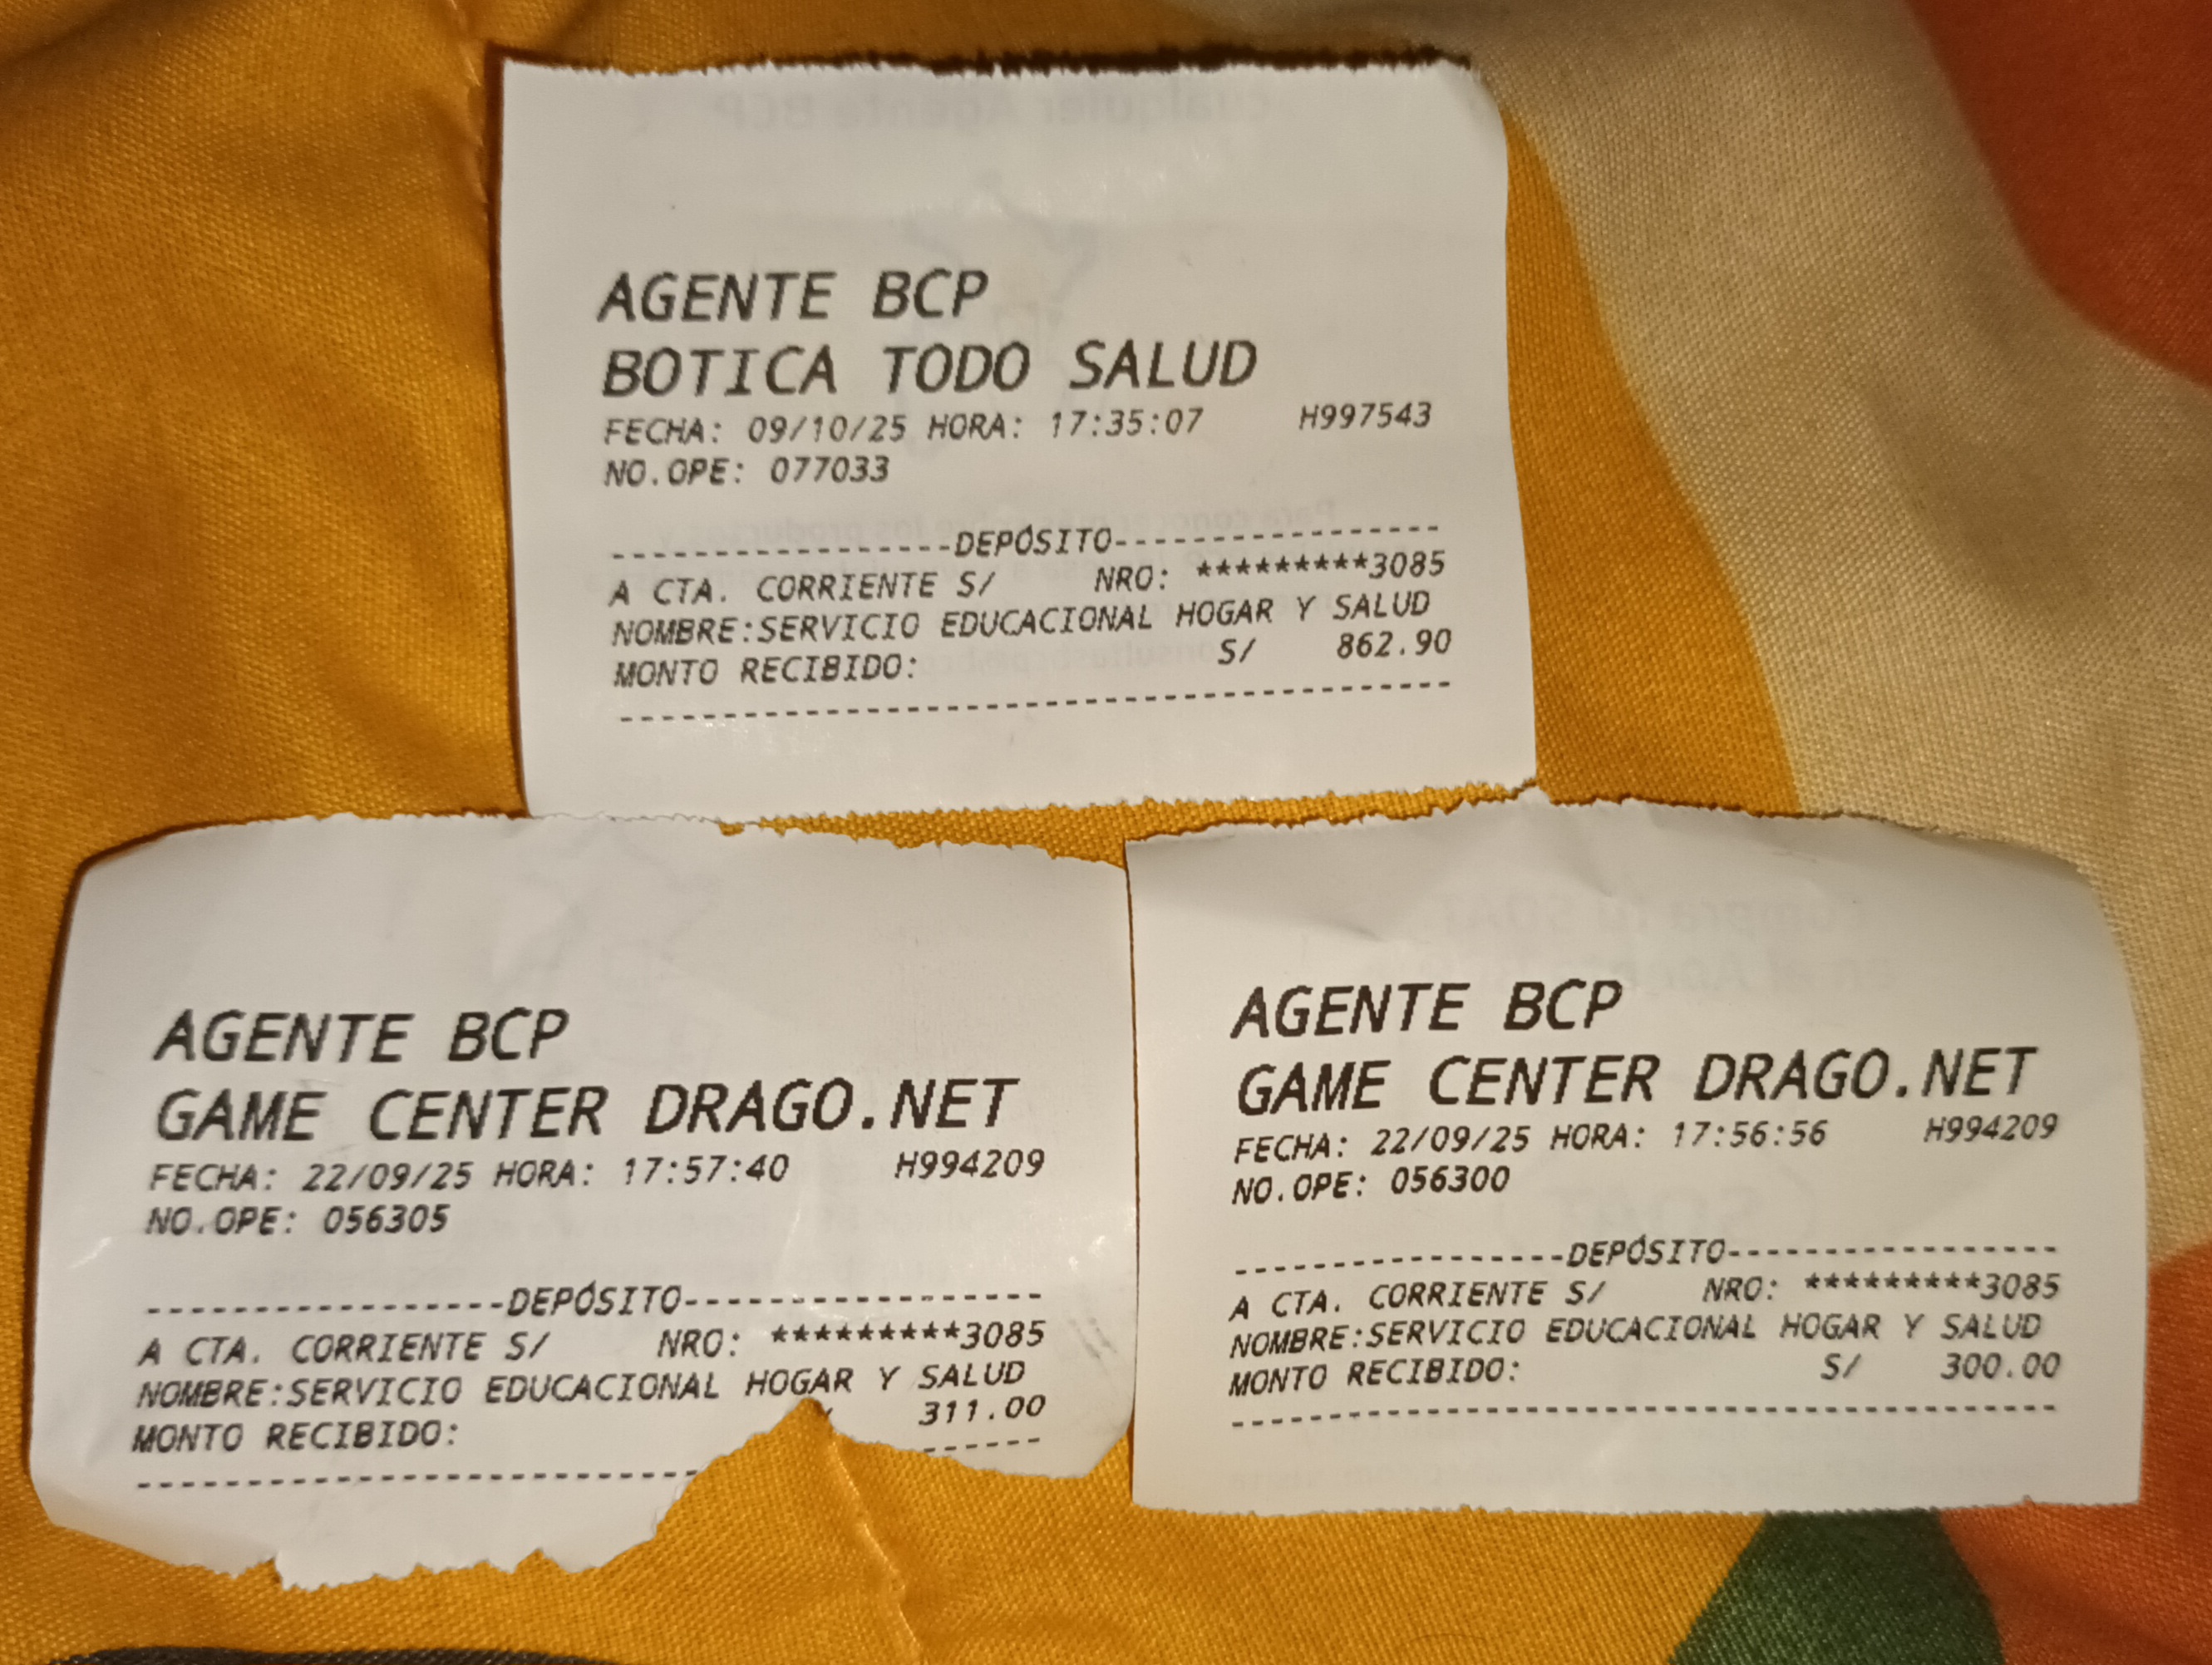 AGENTE BCP
BOTICA TODO SALUD
FECHA: 09/10/25 HORA: 17:35:07 H997543
NO.OPE: 077033
-----------------DEPÓSITO-----------------
A CTA. CORRIENTE S/ NRO: *********3085
NOMBRE:SERVICIO EDUCACIONAL HOGAR Y SALUD
MONTO RECIBIDO: S/ 862.90
AGENTE BCP
GAME CENTER DRAGO.NET
FECHA: 22/09/25 HORA: 17:57:40 H994209
NO.OPE: 056305
-----------------DEPÓSITO-----------------
A CTA. CORRIENTE S/ NRO: *********3085
NOMBRE:SERVICIO EDUCACIONAL HOGAR Y SALUD
MONTO RECIBIDO: 311.00
AGENTE BCP
GAME CENTER DRAGO.NET
FECHA: 22/09/25 HORA: 17:56:56 H994209
NO.OPE: 056300
-----------------DEPÓSITO-----------------
A CTA. CORRIENTE S/ NRO: *********3085
NOMBRE:SERVICIO EDUCACIONAL HOGAR Y SALUD
MONTO RECIBIDO: S/ 300.00